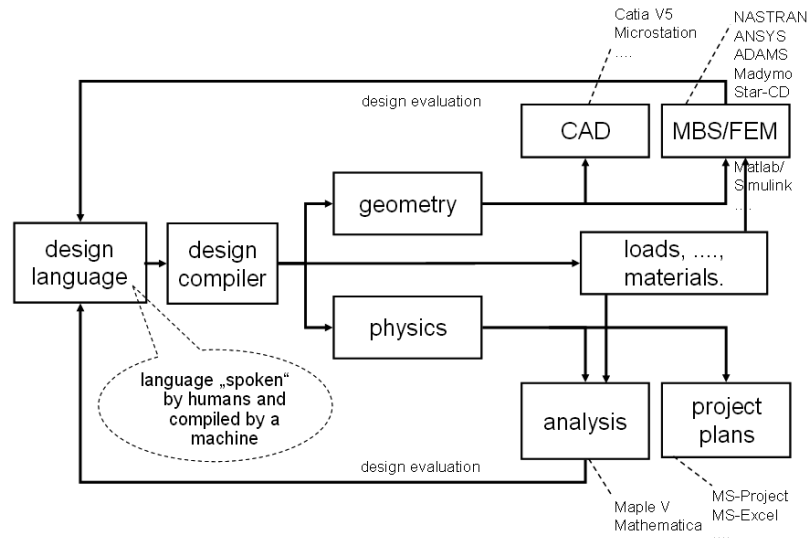 Catia V5
Microstation
....
NASTRAN
ANSYS
ADAMS
Madymo
Star-CD
design evaluation
CAD
MBS/FEM
Matlab/
Simulink
....
geometry
design
language
design
compiler
loads, ....,
materials.
physics
language „spoken“
by humans and
compiled by a
machine
analysis
project
plans
design evaluation
Maple V
Mathematica
MS-Project
MS-Excel
....